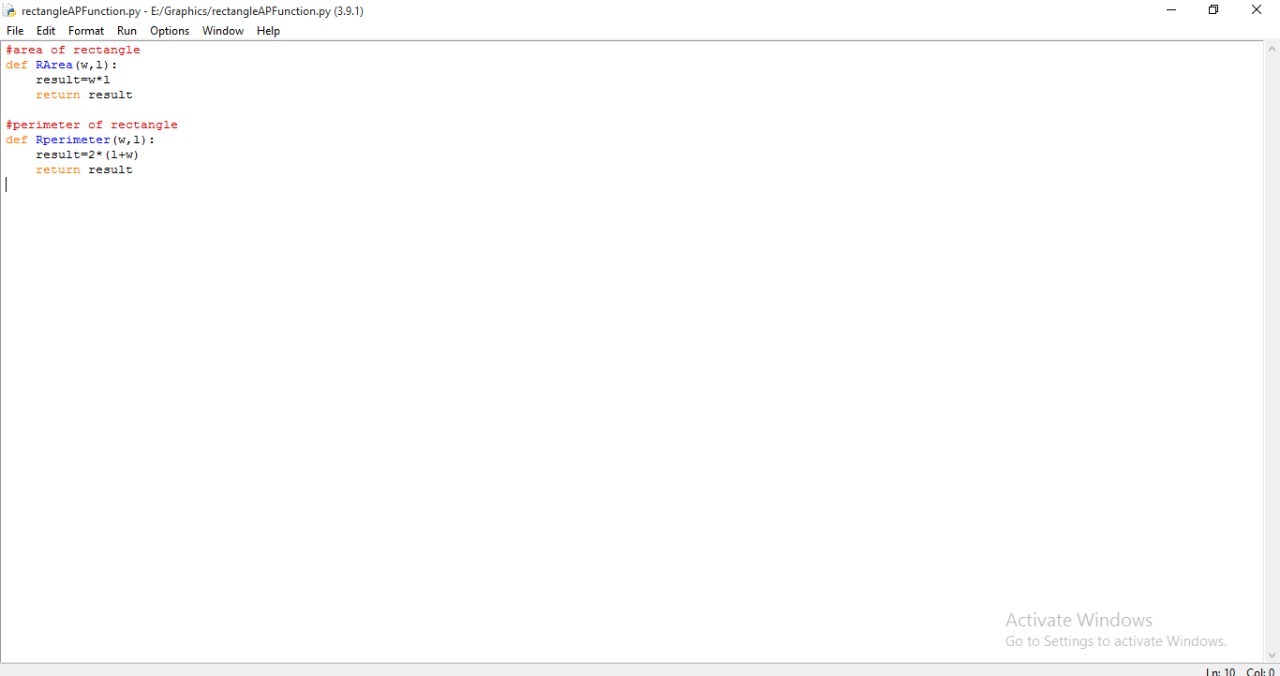 rectangleAPFunction.py - E:/Graphics/rectangleAPFunction.py (3.9.1)
File Edit Format Run Options Window Help
#area of rectangle
def RArea(w,l):
    result=w*l
    return result
#perimeter of rectangle
def Rperimeter(w,l):
    result=2*(l+w)
    return result
Activate Windows
Go to Settings to activate Windows.
Ln: 10 Col: 0